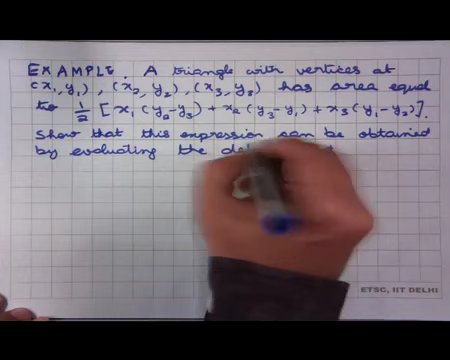 EXAMPLE. A triangle with vertices at
(x₁, y₁), (x₂, y₂), (x₃, y₃) has area equal
to 1/2 [x₁(y₂-y₃) + x₂(y₃-y₁) + x₃(y₁-y₂)].
Show that this expression can be obtained
by evaluating the
ETSC, IIT DELHI